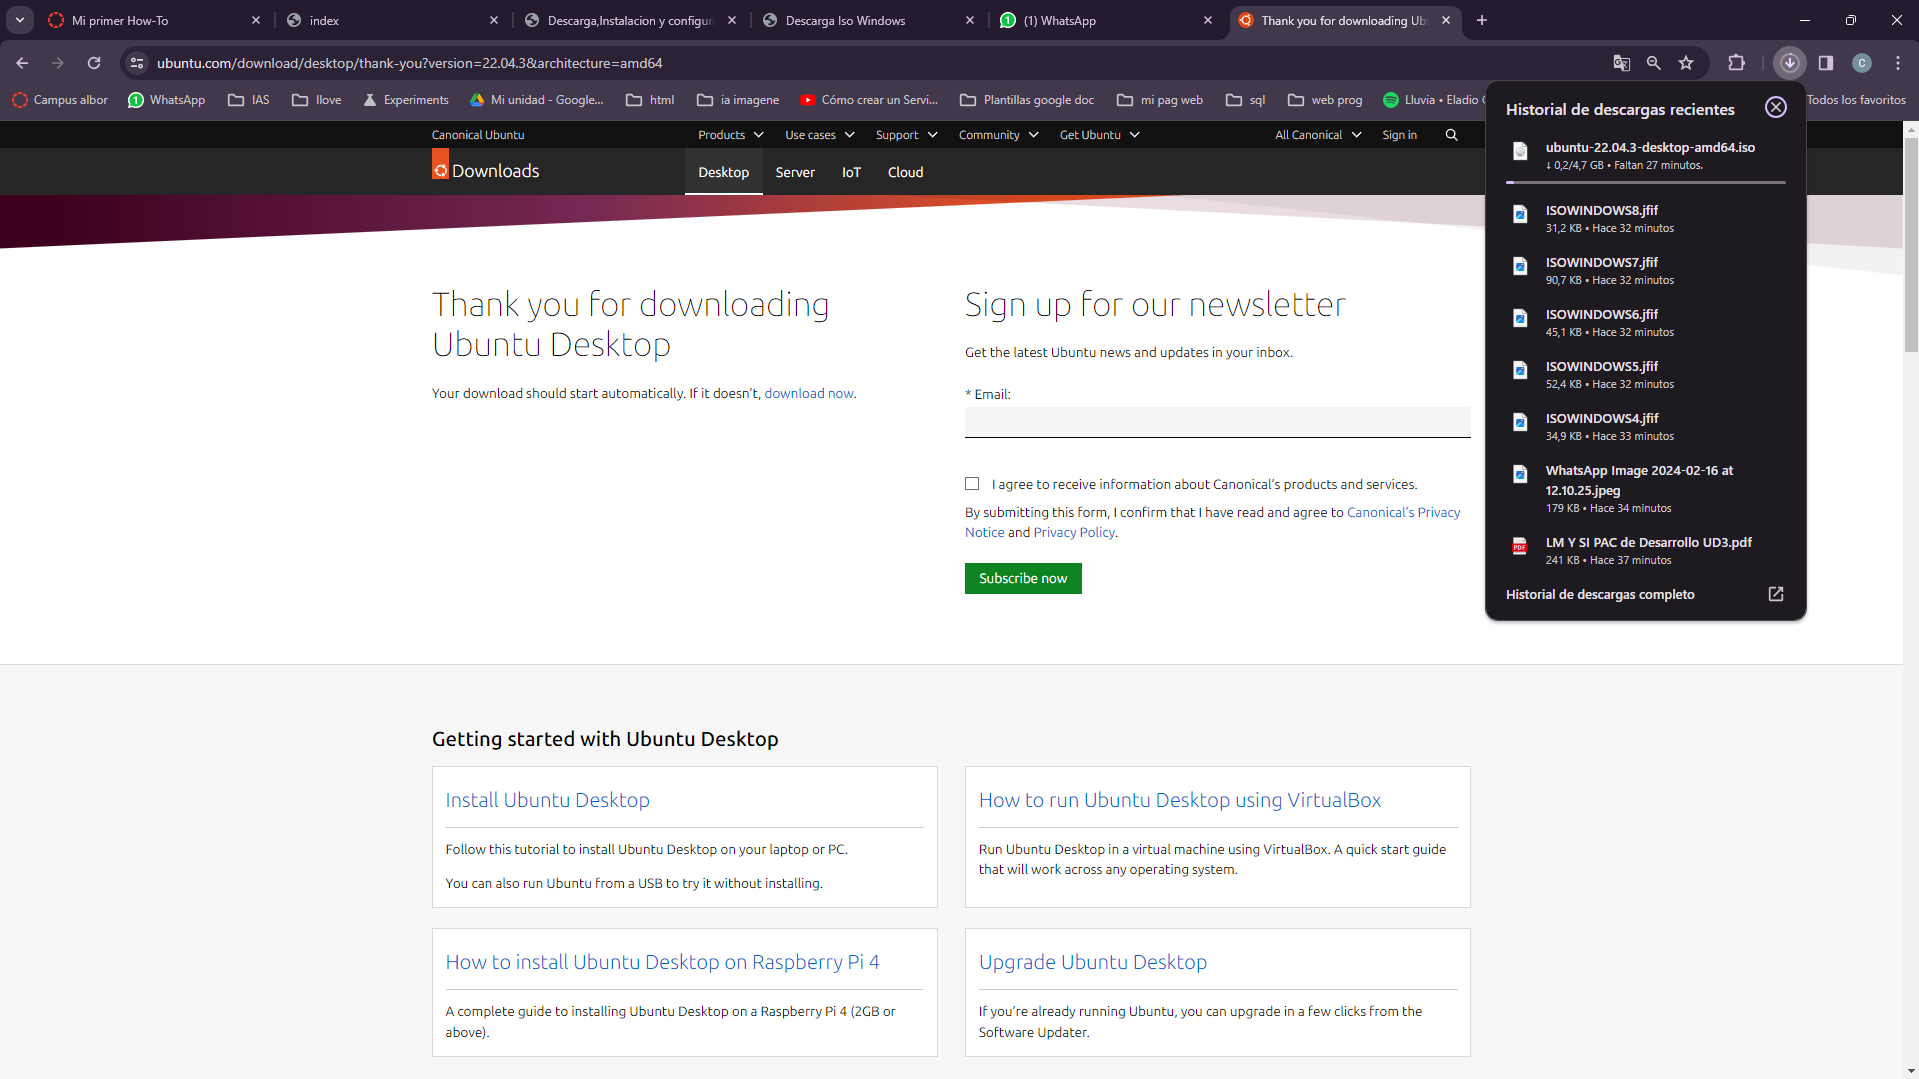 Mi primer How-To
index
Descarga,Instalacion y configura
Descarga Iso Windows
(1) WhatsApp
Thank you for downloading Ub
ubuntu.com/download/desktop/thank-you?version=22.04.3&architecture=amd64
C
Campus albor
WhatsApp
IAS
Ilove
Experiments
Mi unidad - Google...
html
ia imagene
Cómo crear un Servi...
Plantillas google doc
mi pag web
sql
web prog
Lluvia • Eladio C
Todos los favoritos
Canonical Ubuntu
Products
Use cases
Support
Community
Get Ubuntu
All Canonical
Sign in
Downloads
Desktop
Server
IoT
Cloud
Thank you for downloading
Ubuntu Desktop
Your download should start automatically. If it doesn’t, download now.
Sign up for our newsletter
Get the latest Ubuntu news and updates in your inbox.
* Email:
I agree to receive information about Canonical’s products and services.
By submitting this form, I confirm that I have read and agree to Canonical’s Privacy
Notice and Privacy Policy.
Subscribe now
Historial de descargas recientes
ubuntu-22.04.3-desktop-amd64.iso
↓ 0,2/4,7 GB • Faltan 27 minutos.
ISOWINDOWS8.jfif
31,2 KB • Hace 32 minutos
ISOWINDOWS7.jfif
90,7 KB • Hace 32 minutos
ISOWINDOWS6.jfif
45,1 KB • Hace 32 minutos
ISOWINDOWS5.jfif
52,4 KB • Hace 32 minutos
ISOWINDOWS4.jfif
34,9 KB • Hace 33 minutos
WhatsApp Image 2024-02-16 at
12.10.25.jpeg
179 KB • Hace 34 minutos
PDF
LM Y SI PAC de Desarrollo UD3.pdf
241 KB • Hace 37 minutos
Historial de descargas completo
Getting started with Ubuntu Desktop
Install Ubuntu Desktop
Follow this tutorial to install Ubuntu Desktop on your laptop or PC.
You can also run Ubuntu from a USB to try it without installing.
How to run Ubuntu Desktop using VirtualBox
Run Ubuntu Desktop in a virtual machine using VirtualBox. A quick start guide
that will work across any operating system.
How to install Ubuntu Desktop on Raspberry Pi 4
A complete guide to installing Ubuntu Desktop on a Raspberry Pi 4 (2GB or
above).
Upgrade Ubuntu Desktop
If you’re already running Ubuntu, you can upgrade in a few clicks from the
Software Updater.